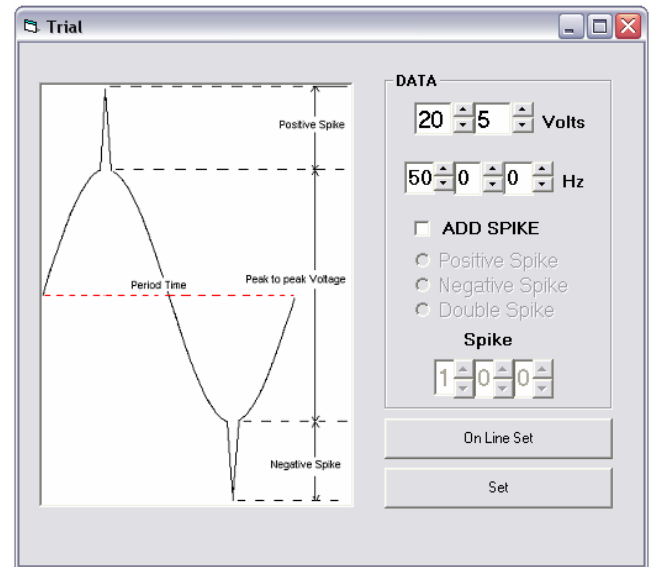 Trial
Positive Spike
Peak to peak Voltage
Period Time
Negative Spike
DATA
20 5 Volts
50 0 0 Hz
ADD SPIKE
Positive Spike
Negative Spike
Double Spike
Spike
1 0 0
On Line Set
Set